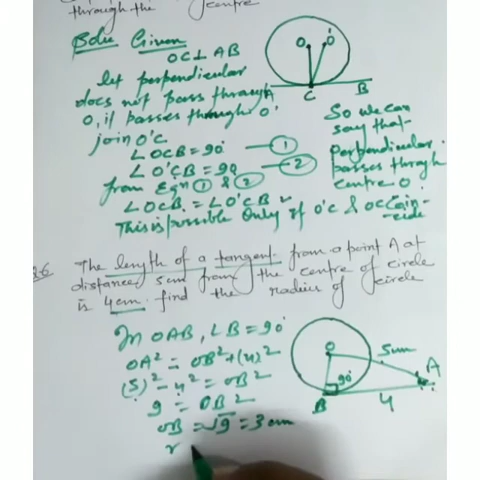 through the centre
Solu Given
OC ⊥ AB
let perpendicular
does not pass through
O, it passes through O'
join O'C
∠OCB = 90° — ①
∠O'CB = 90 — ②
from Eqn ① & ②
∠OCB = ∠O'CB
This is possible only if O'C & OC Coin-
cide
O O'
C B
So we can
say that
perpendicular
passes throgh
centre O
Q6 The length of a tangent from a point A at
distance 5cm from the centre of circle
is 4cm. find the radius of circle
In OAB, ∠B = 90°
OA² = OB² + (4)²
(5)² - 4² = OB²
9 = OB²
OB = √9 = 3 cm
r
O
5cm
A
90°
B 4